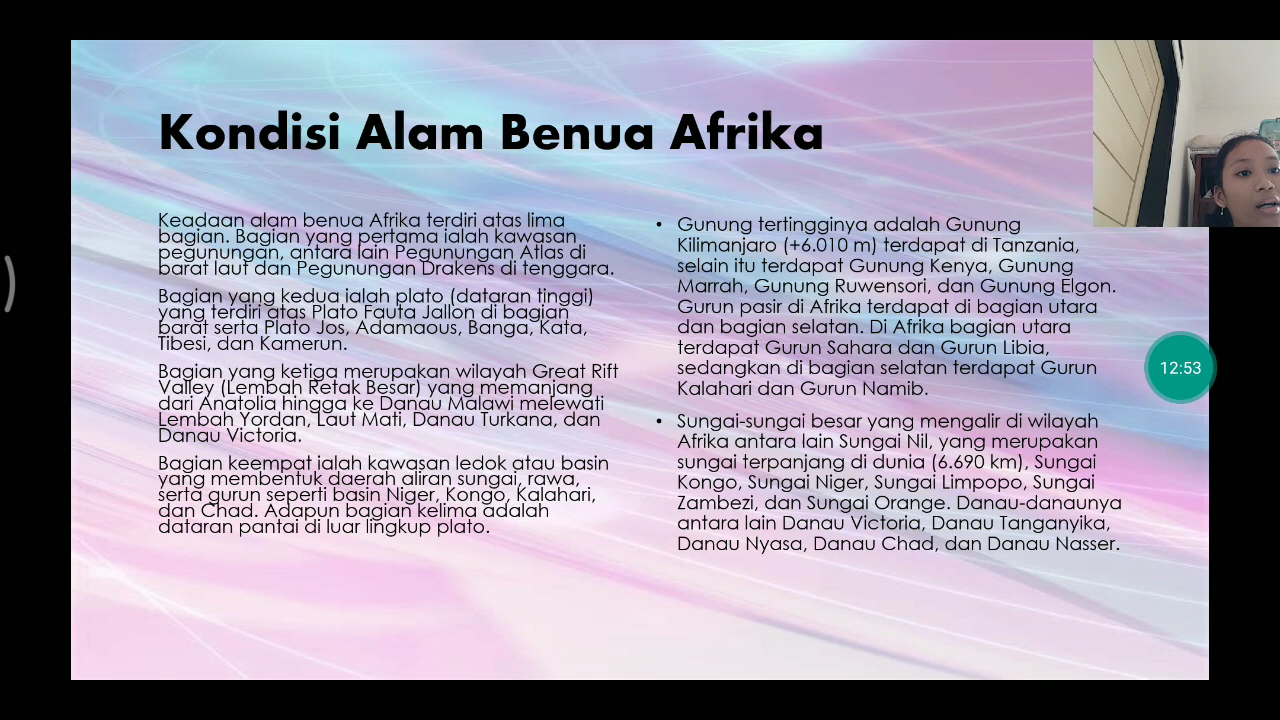 Kondisi Alam Benua Afrika
Keadaan alam benua Afrika terdiri atas lima
bagian. Bagian yang pertama ialah kawasan
pegunungan, antara lain Pegunungan Atlas di
barat laut dan Pegunungan Drakens di tenggara.
Bagian yang kedua ialah plato (dataran tinggi)
yang terdiri atas Plato Fauta Jallon di bagian
barat serta Plato Jos, Adamaous, Banga, Kata,
Tibesi, dan Kamerun.
Bagian yang ketiga merupakan wilayah Great Rift
Valley (Lembah Retak Besar) yang memanjang
dari Anatolia hingga ke Danau Malawi melewati
Lembah Yordan, Laut Mati, Danau Turkana, dan
Danau Victoria.
Bagian keempat ialah kawasan ledok atau basin
yang membentuk daerah aliran sungai, rawa,
serta gurun seperti basin Niger, Kongo, Kalahari,
dan Chad. Adapun bagian kelima adalah
dataran pantai di luar lingkup plato.
• Gunung tertingginya adalah Gunung
Kilimanjaro (+6.010 m) terdapat di Tanzania,
selain itu terdapat Gunung Kenya, Gunung
Marrah, Gunung Ruwensori, dan Gunung Elgon.
Gurun pasir di Afrika terdapat di bagian utara
dan bagian selatan. Di Afrika bagian utara
terdapat Gurun Sahara dan Gurun Libia,
sedangkan di bagian selatan terdapat Gurun
Kalahari dan Gurun Namib.
• Sungai-sungai besar yang mengalir di wilayah
Afrika antara lain Sungai Nil, yang merupakan
sungai terpanjang di dunia (6.690 km), Sungai
Kongo, Sungai Niger, Sungai Limpopo, Sungai
Zambezi, dan Sungai Orange. Danau-danaunya
antara lain Danau Victoria, Danau Tanganyika,
Danau Nyasa, Danau Chad, dan Danau Nasser.
12:53